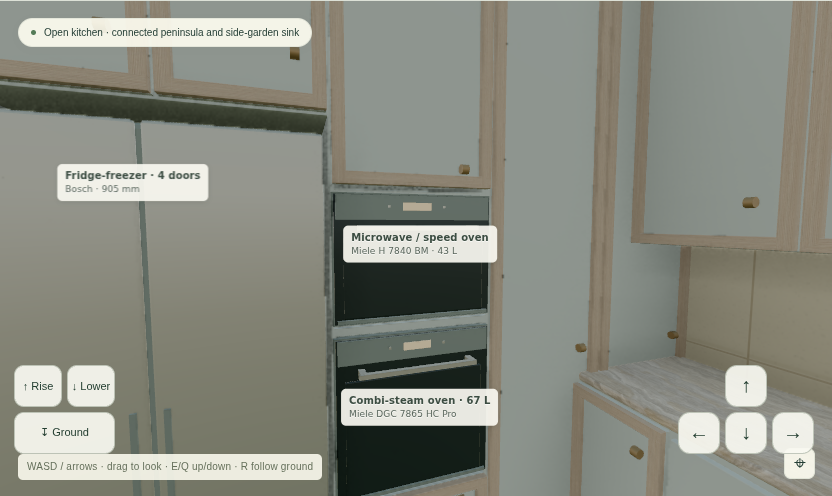 Open kitchen · connected peninsula and side-garden sink
Fridge-freezer · 4 doors
Bosch · 905 mm
Microwave / speed oven
Miele H 7840 BM · 43 L
Combi-steam oven · 67 L
Miele DGC 7865 HC Pro
↑ Rise
↓ Lower
↧ Ground
WASD / arrows · drag to look · E/Q up/down · R follow ground
↑
← ↓ →